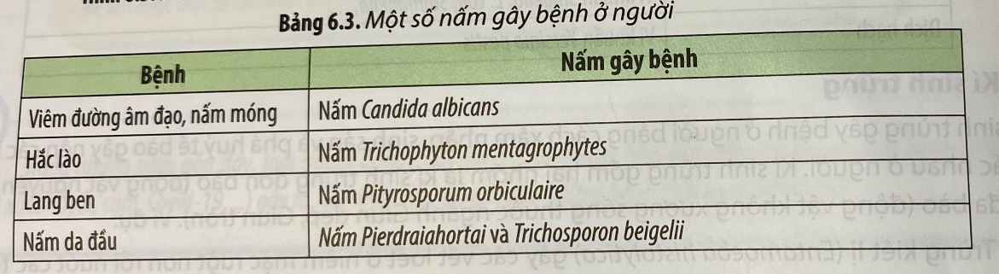 Bảng 6.3. Một số nấm gây bệnh ở người
Bệnh Nấm gây bệnh
Viêm đường âm đạo, nấm móng Nấm Candida albicans
Hắc lào Nấm Trichophyton mentagrophytes
Lang ben Nấm Pityrosporum orbiculaire
Nấm da đầu Nấm Pierdraiahortai và Trichosporon beigelii